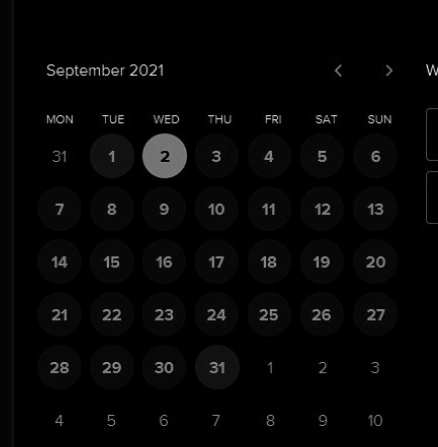 September 2021 < > W
MON TUE WED THU FRI SAT SUN
31 1 2 3 4 5 6
7 8 9 10 11 12 13
14 15 16 17 18 19 20
21 22 23 24 25 26 27
28 29 30 31 1 2 3
4 5 6 7 8 9 10